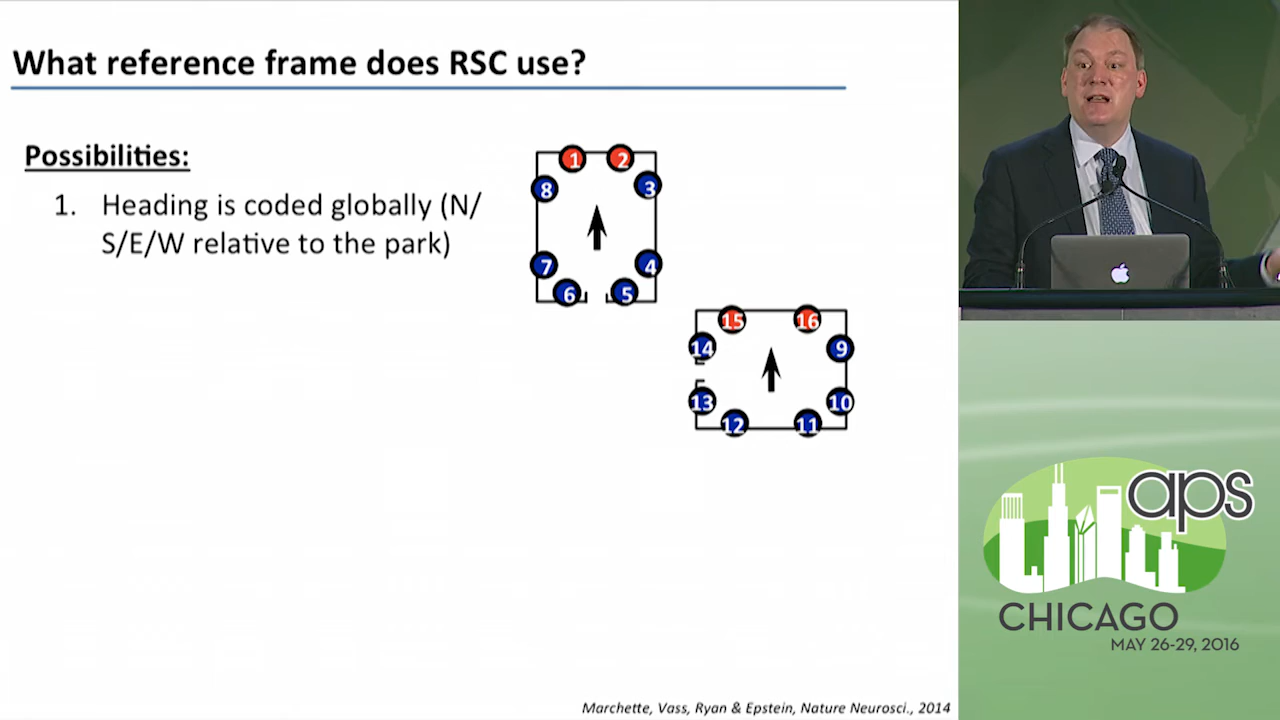 What reference frame does RSC use?
Possibilities:
1. Heading is coded globally (N/
S/E/W relative to the park)
1 2
8 3
7 4
6 5
15 16
14 9
13 10
12 11
Marchette, Vass, Ryan & Epstein, Nature Neurosci., 2014
aps
CHICAGO
MAY 26-29, 2016